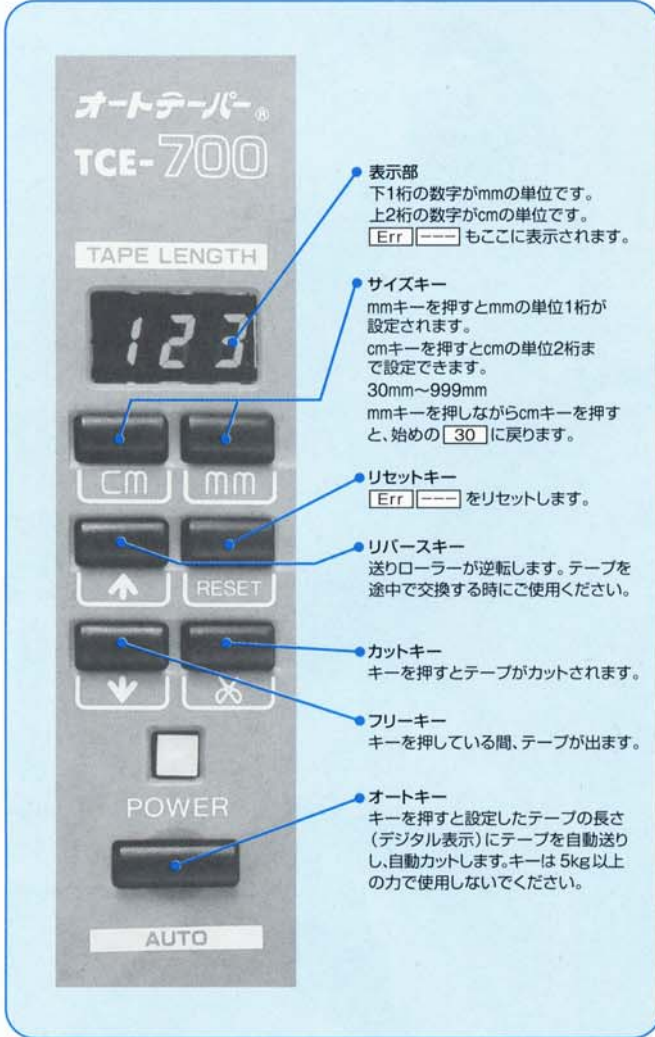 オートテーパー®
TCE-700
TAPE LENGTH
123
cm mm
RESET
POWER
AUTO
表示部
下1桁の数字がmmの単位です。
上2桁の数字がcmの単位です。
Err --- もここに表示されます。
サイズキー
mmキーを押すとmmの単位1桁が
設定されます。
cmキーを押すとcmの単位2桁ま
で設定できます。
30mm〜999mm
mmキーを押しながらcmキーを押す
と、始めの 30 に戻ります。
リセットキー
Err --- をリセットします。
リバースキー
送りローラーが逆転します。テープを
途中で交換する時にご使用ください。
カットキー
キーを押すとテープがカットされます。
フリーキー
キーを押している間、テープが出ます。
オートキー
キーを押すと設定したテープの長さ
(デジタル表示)にテープを自動送り
し、自動カットします。キーは 5kg以上
の力で使用しないでください。